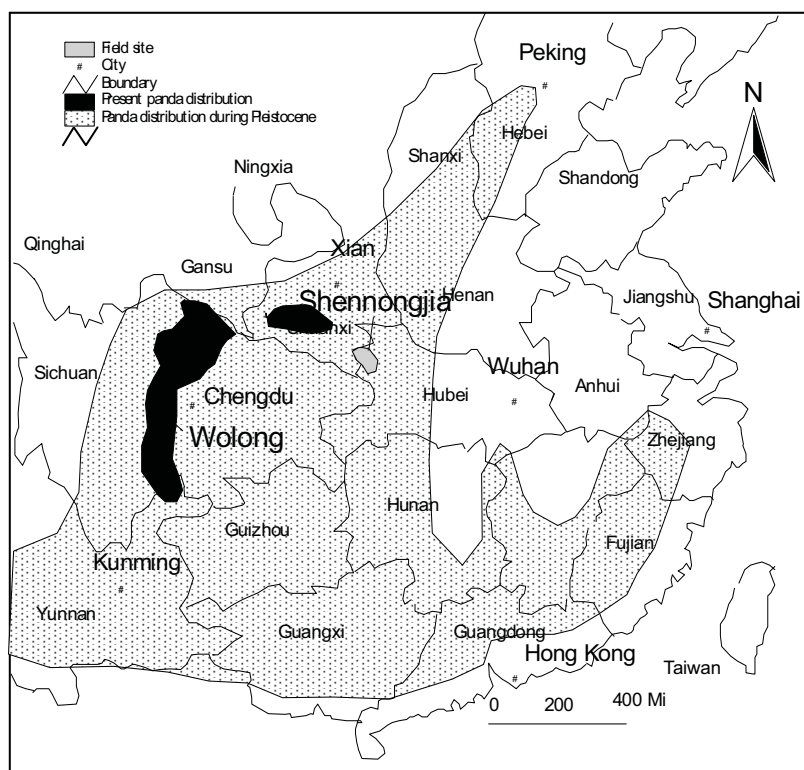 Field site
# City
Boundary
Present panda distribution
Panda distribution during Pleistocene
Peking
#
N
Hebei
Shanxi
Ningxia
Shandong
Qinghai
Xian
Gansu
#
Shennongjia
Henan
Jiangshu
Shanghai
#
Sichuan
Wuhan
#
Anhui
Chengdu
#
Hubei
Wolong
Zhejiang
Hunan
Guizhou
Fujian
Kunming
#
Yunnan
Guangxi
Guangdong
Hong Kong
#
Taiwan
0 200 400 Mi